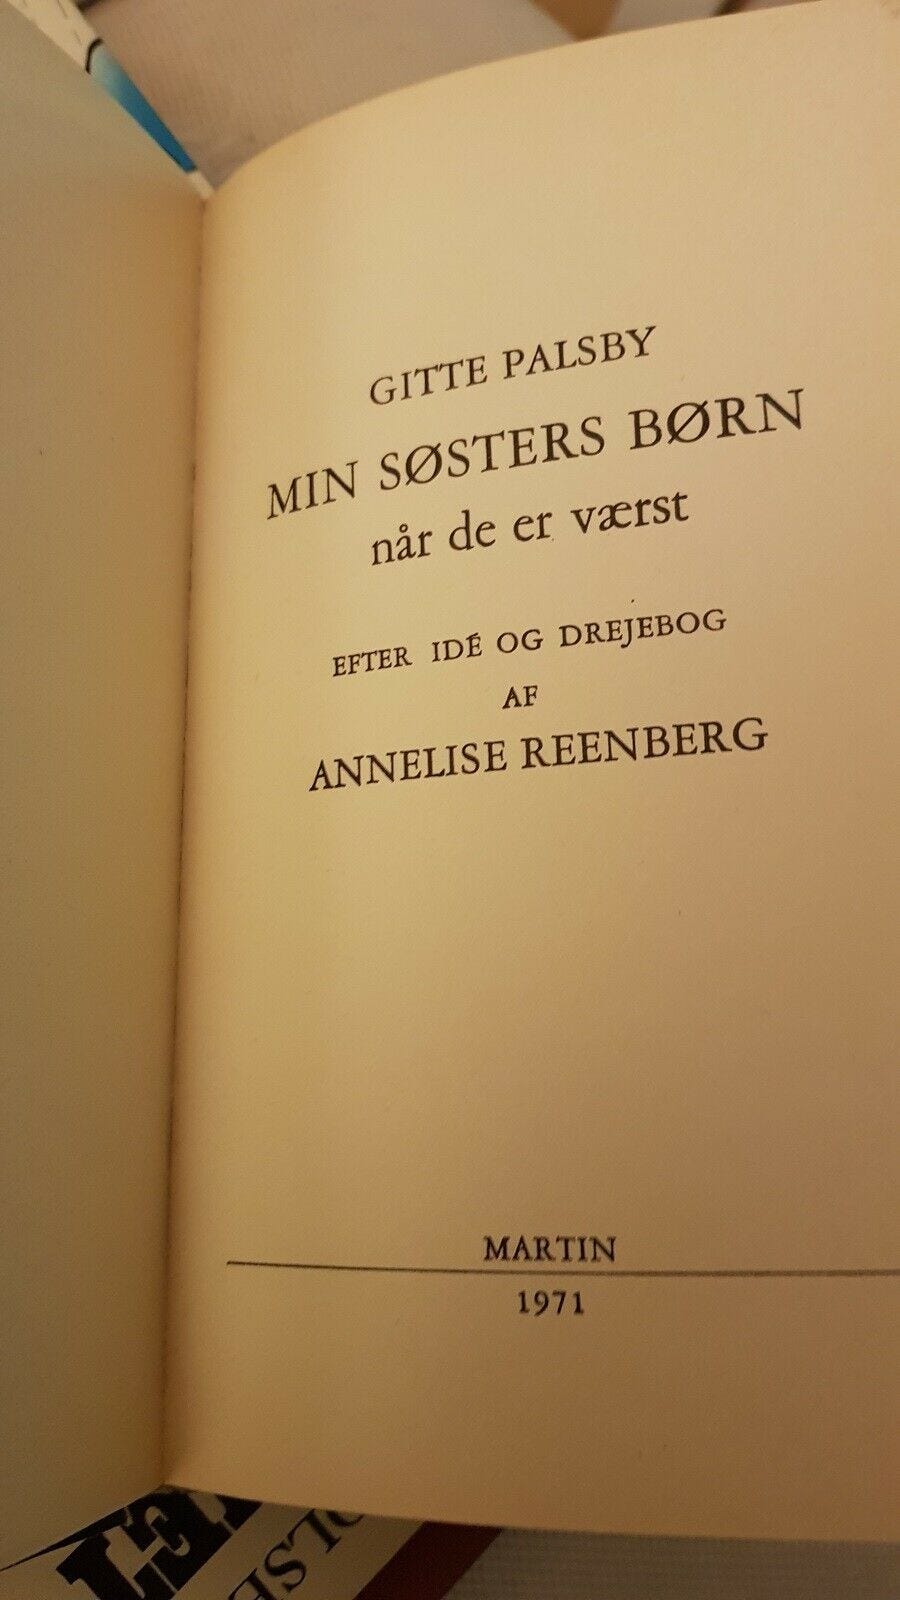 GITTE PALSBY
MIN SØSTERS BØRN
når de er værst
EFTER IDÉ OG DREJEBOG
AF
ANNELISE REENBERG
MARTIN
1971